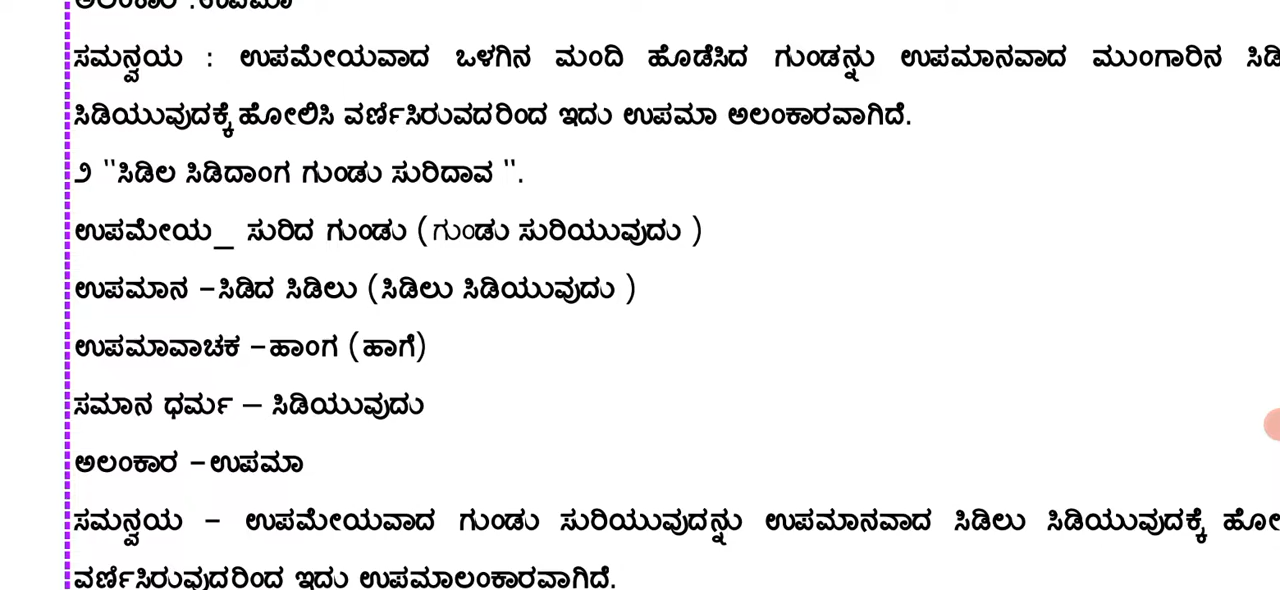 ಅಲಂಕಾರ :ಉಪಮಾ
ಸಮನ್ವಯ : ಉಪಮೇಯವಾದ ಒಳಗಿನ ಮಂದಿ ಹೊಡೆಸಿದ ಗುಂಡನ್ನು ಉಪಮಾನವಾದ ಮುಂಗಾರಿನ
ಸಿಡಿಯುವುದಕ್ಕೆ ಹೋಲಿಸಿ ವರ್ಣಿಸಿರುವದರಿಂದ ಇದು ಉಪಮಾ ಅಲಂಕಾರವಾಗಿದೆ.
೨ "ಸಿಡಿಲ ಸಿಡಿದಾಂಗ ಗುಂಡು ಸುರಿದಾವ ".
ಉಪಮೇಯ_ ಸುರಿದ ಗುಂಡು (ಗುಂಡು ಸುರಿಯುವುದು )
ಉಪಮಾನ -ಸಿಡಿದ ಸಿಡಿಲು (ಸಿಡಿಲು ಸಿಡಿಯುವುದು )
ಉಪಮಾವಾಚಕ -ಹಾಂಗ (ಹಾಗೆ)
ಸಮಾನ ಧರ್ಮ – ಸಿಡಿಯುವುದು
ಅಲಂಕಾರ -ಉಪಮಾ
ಸಮನ್ವಯ - ಉಪಮೇಯವಾದ ಗುಂಡು ಸುರಿಯುವುದನ್ನು ಉಪಮಾನವಾದ ಸಿಡಿಲು ಸಿಡಿಯುವುದಕ್ಕೆ
ವರ್ಣಿಸಿರುವುದರಿಂದ ಇದು ಉಪಮಾಲಂಕಾರವಾಗಿದೆ.